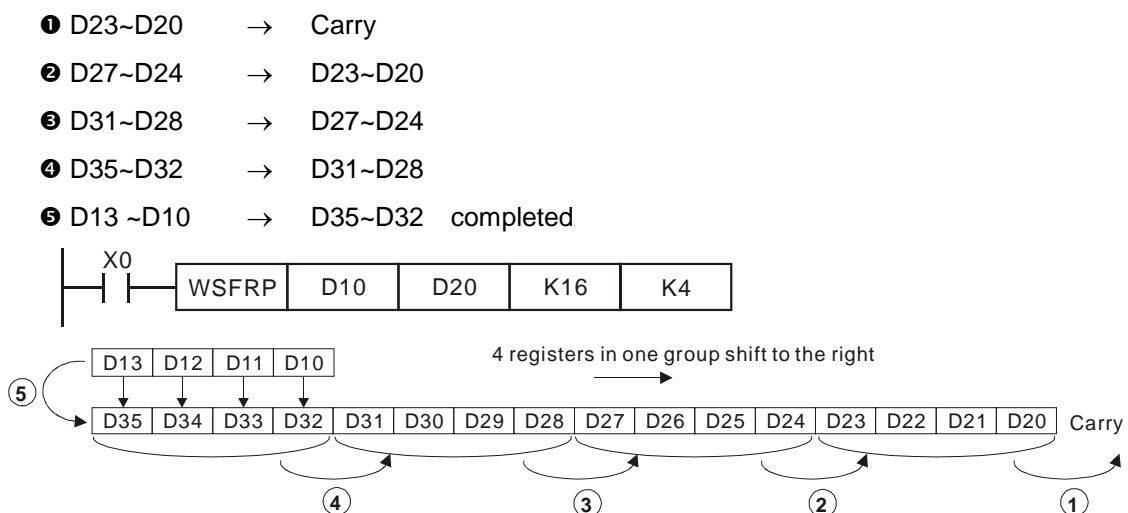 ❶ D23~D20 → Carry
❷ D27~D24 → D23~D20
❸ D31~D28 → D27~D24
❹ D35~D32 → D31~D28
❺ D13 ~D10 → D35~D32 completed
X0
WSFRP D10 D20 K16 K4
D13 D12 D11 D10 4 registers in one group shift to the right
5
D35 D34 D33 D32 D31 D30 D29 D28 D27 D26 D25 D24 D23 D22 D21 D20 Carry
4 3 2 1